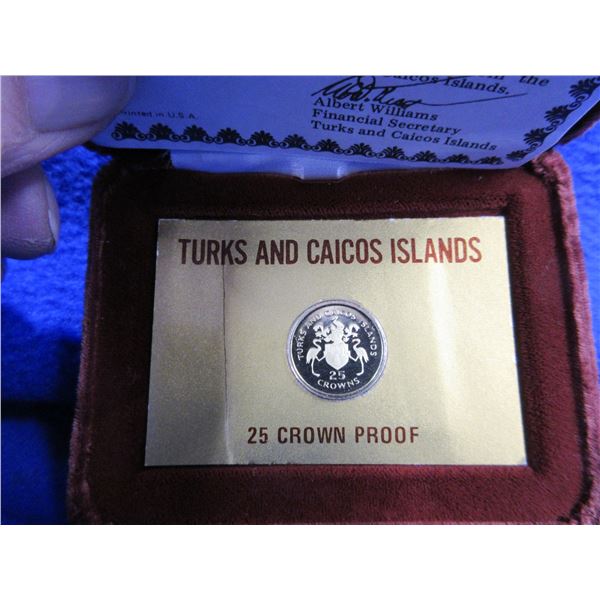 the
Islands.
Albert Williams
Financial Secretary
Turks and Caicos Islands
Printed in U.S.A.
TURKS AND CAICOS ISLANDS
TURKS AND CAICOS ISLANDS
25
CROWNS
25 CROWN PROOF